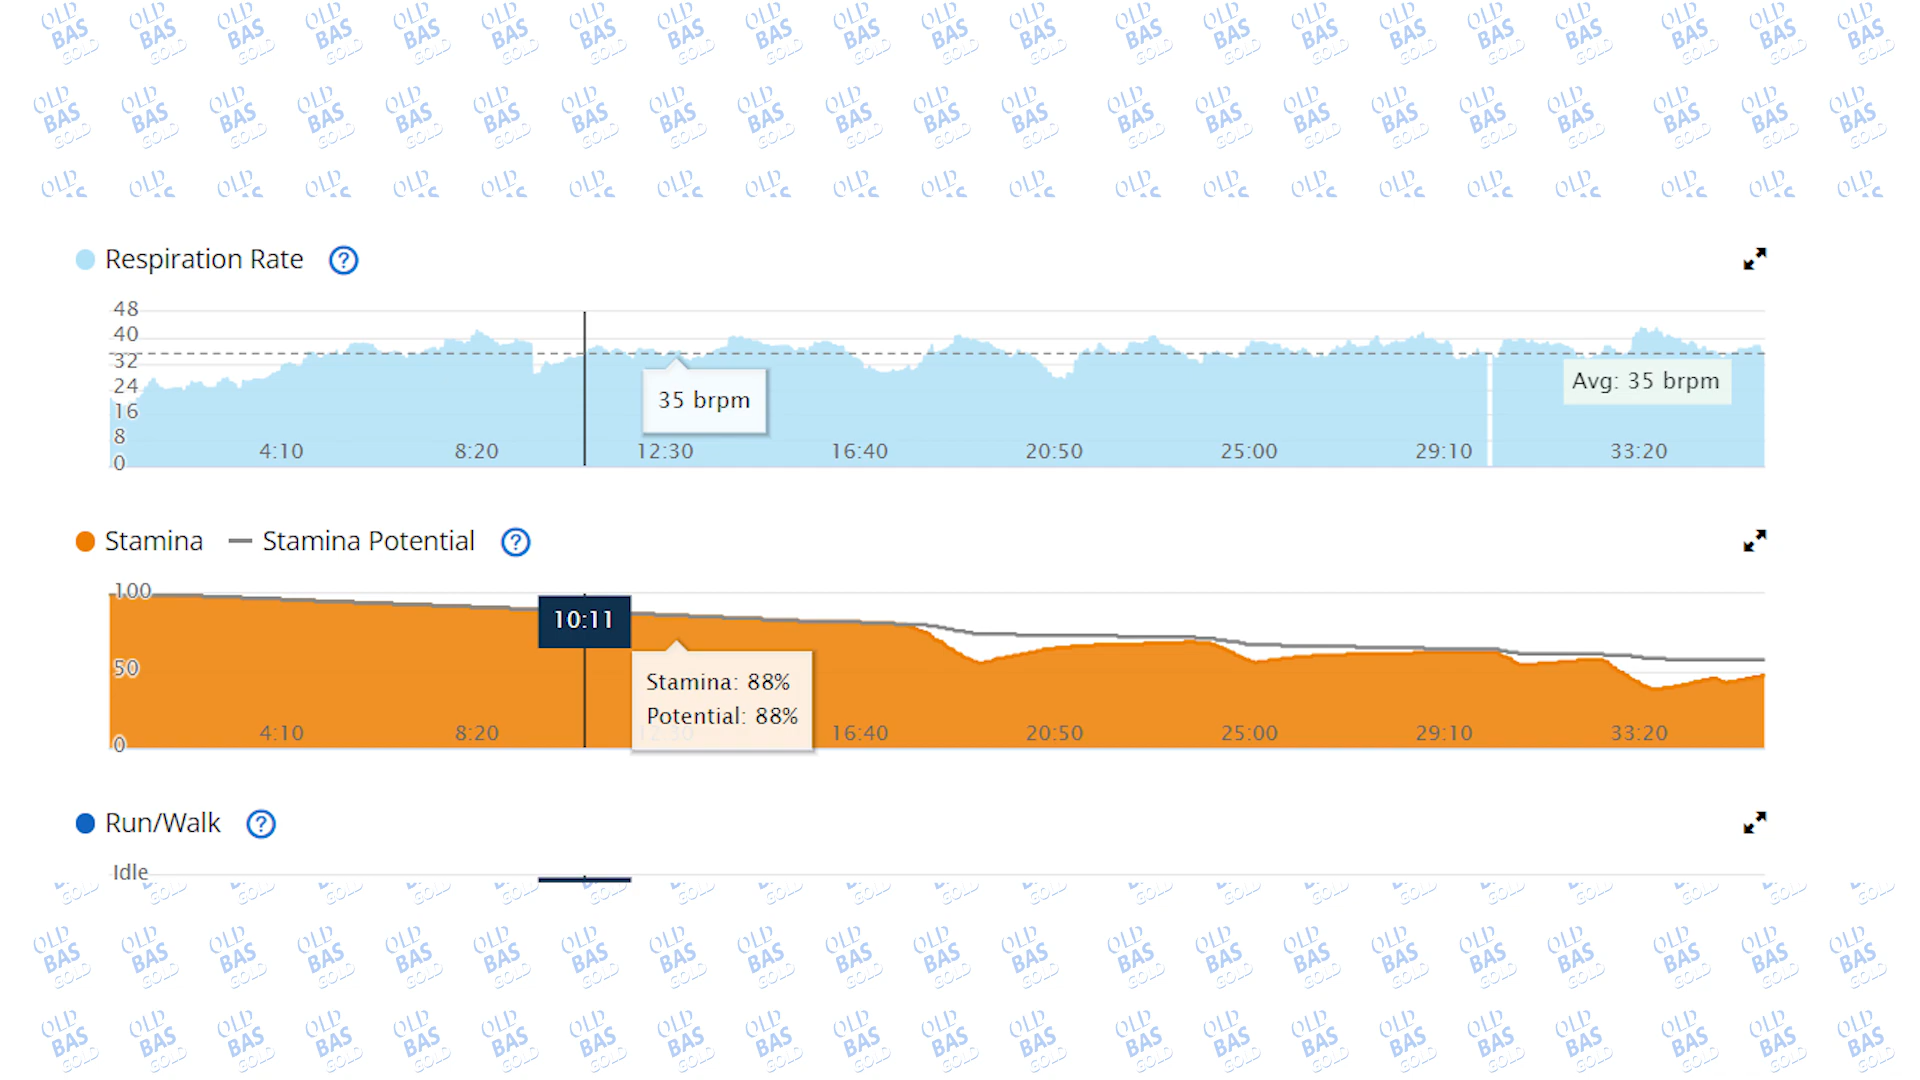 OLD BAS GOLD
Respiration Rate ?
48
40
32
24
16
8
0
35 brpm
Avg: 35 brpm
4:10 8:20 12:30 16:40 20:50 25:00 29:10 33:20
Stamina Stamina Potential ?
100
50
0
10:11
Stamina: 88%
Potential: 88%
4:10 8:20 12:30 16:40 20:50 25:00 29:10 33:20
Run/Walk ?
Idle